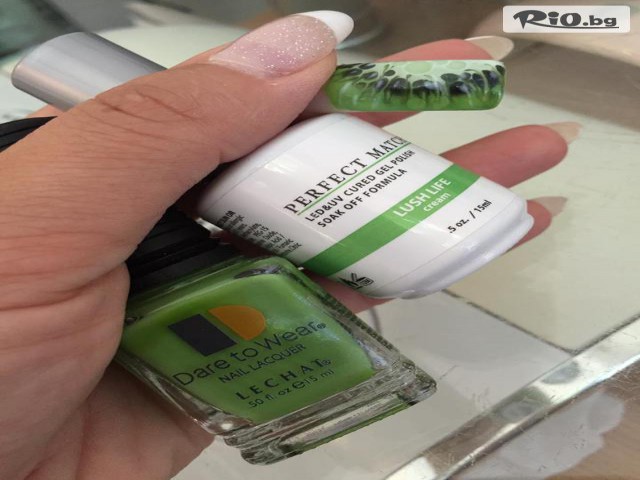 RiO.bg
PERFECT MATCH
LED&UV CURED GEL POLISH
SOAK OFF FORMULA
LUSH LIFE
cream
.5 oz. / 15ml
Dare to Wear
NAIL LACQUER
LECHAT®
.50 fl. oz ℮ 15 ml